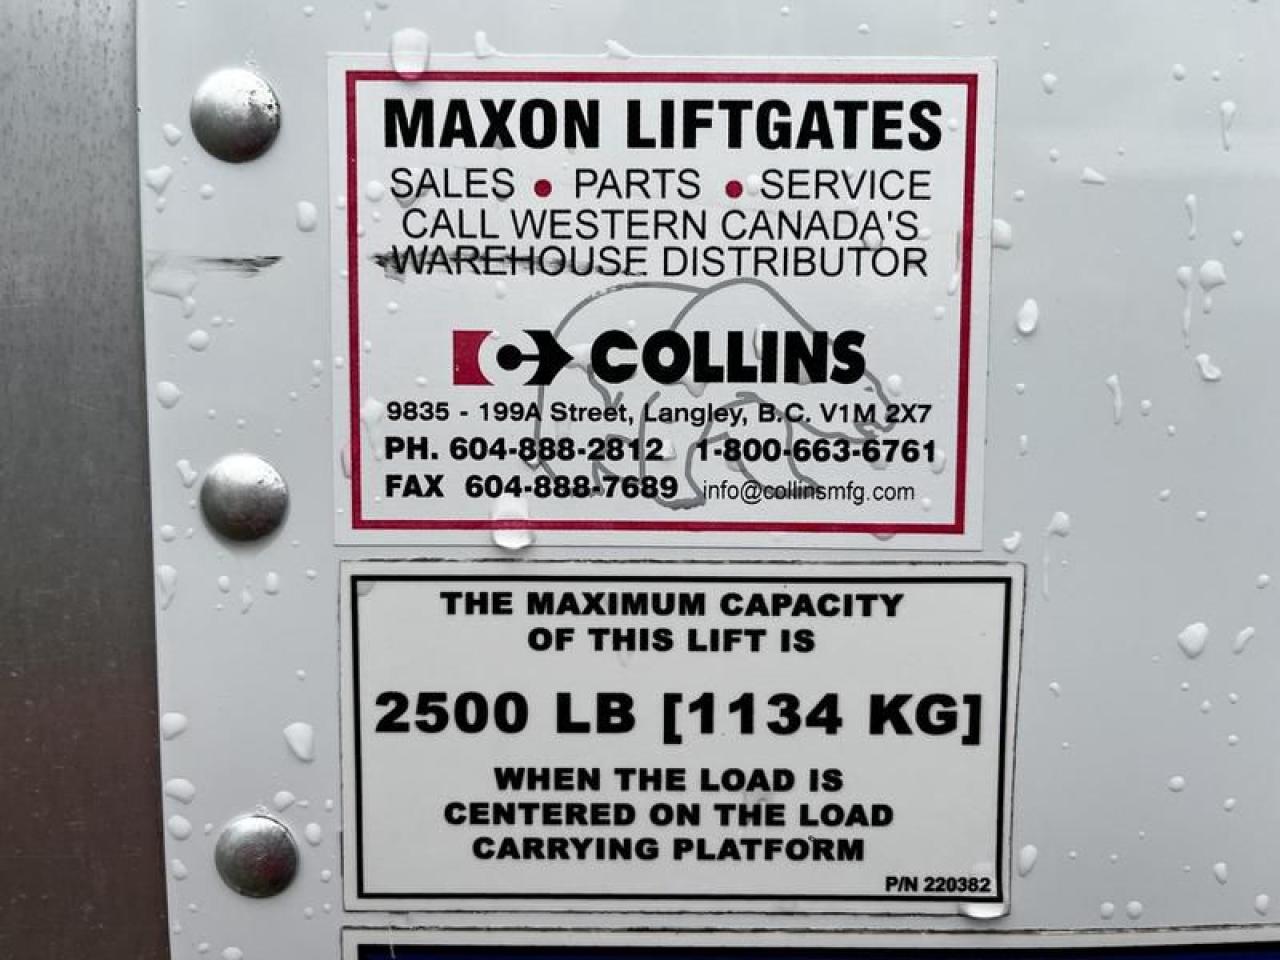 MAXON LIFTGATES
SALES • PARTS • SERVICE
CALL WESTERN CANADA'S
WAREHOUSE DISTRIBUTOR
COLLINS
9835 - 199A Street, Langley, B.C. V1M 2X7
PH. 604-888-2812 1-800-663-6761
FAX 604-888-7689 info@collinsmfg.com
THE MAXIMUM CAPACITY
OF THIS LIFT IS
2500 LB [1134 KG]
WHEN THE LOAD IS
CENTERED ON THE LOAD
CARRYING PLATFORM
P/N 220382